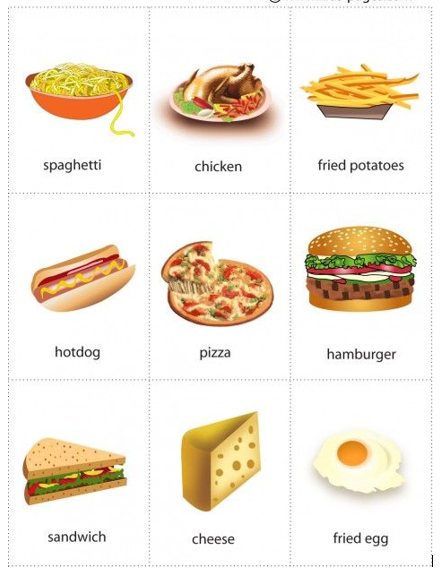 spaghetti
chicken
fried potatoes
hotdog
pizza
hamburger
sandwich
cheese
fried egg